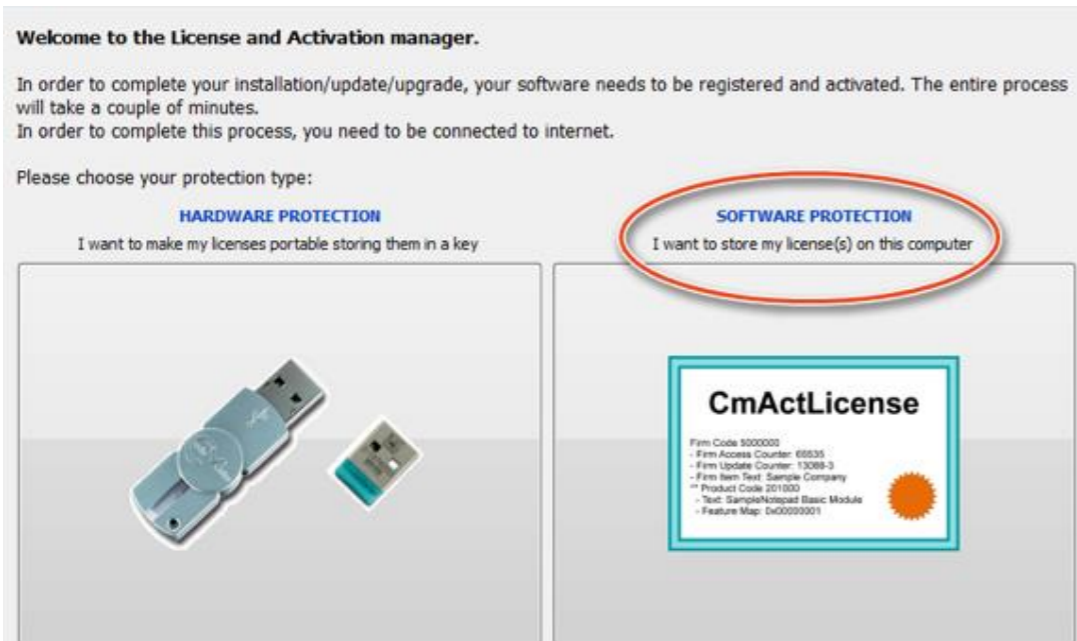 Welcome to the License and Activation manager.
In order to complete your installation/update/upgrade, your software needs to be registered and activated. The entire process
will take a couple of minutes.
In order to complete this process, you need to be connected to internet.
Please choose your protection type:
HARDWARE PROTECTION
I want to make my licenses portable storing them in a key
SOFTWARE PROTECTION
I want to store my license(s) on this computer
CmActLicense
Firm Code 5000000
- Firm Access Counter: 65535
- Firm Update Counter: 13088-3
- Firm Item Text: Sample Company
** Product Code 201000
- Text: SampleNotepad Basic Module
- Feature Map: 0x00000001